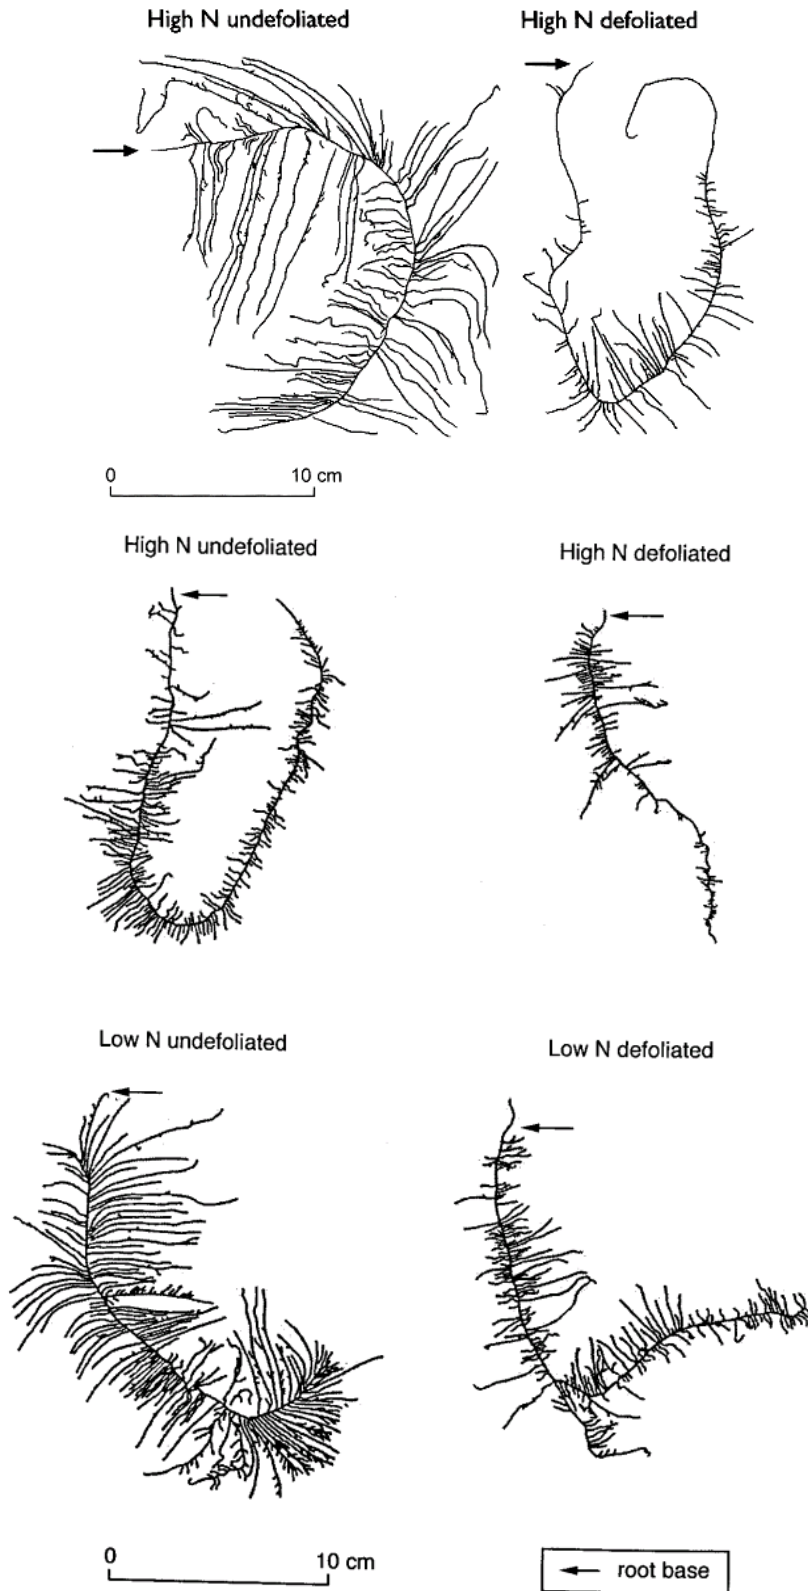 High N undefoliated
High N defoliated
0 10 cm
High N undefoliated
High N defoliated
Low N undefoliated
Low N defoliated
0 10 cm
root base